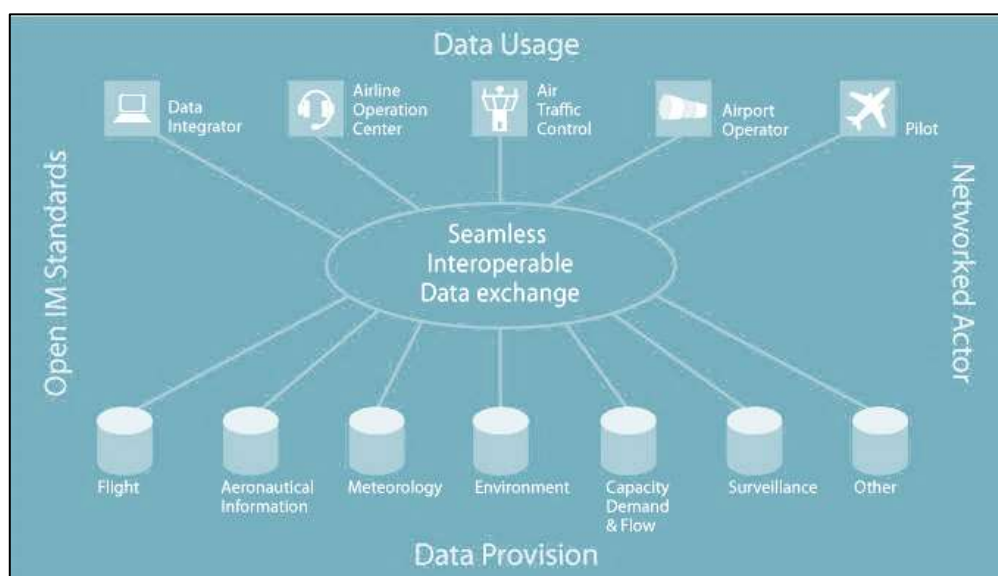 Data Usage
Data
Integrator
Airline
Operation
Center
Air
Traffic
Control
Airport
Operator
Pilot
Open IM Standards
Networked Actor
Seamless
Interoperable
Data exchange
Flight
Aeronautical
Information
Meteorology
Environment
Capacity
Demand
& Flow
Surveillance
Other
Data Provision